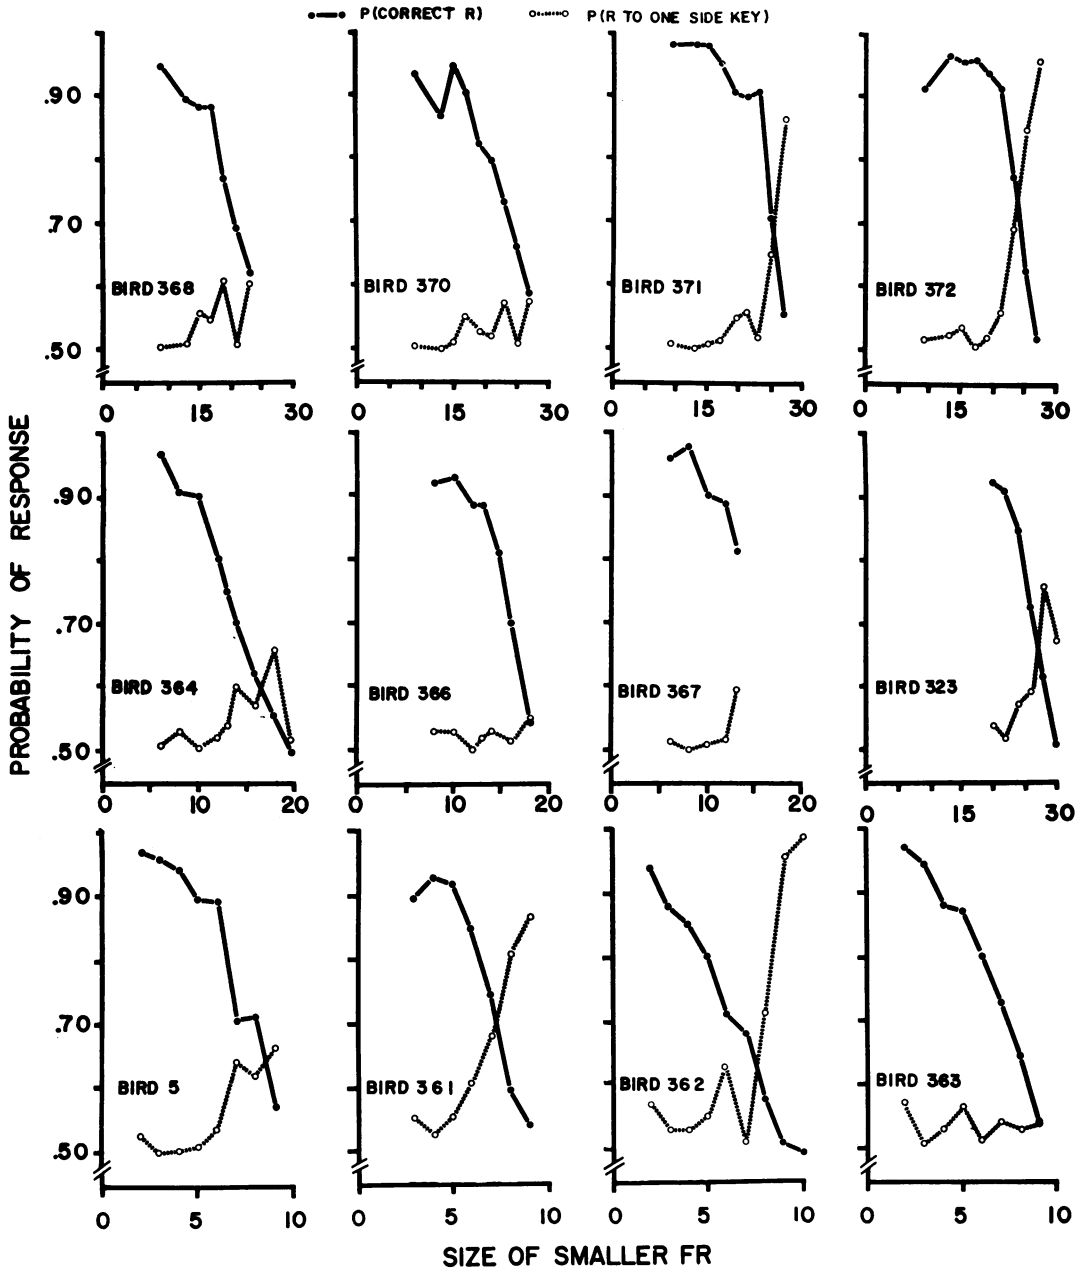 P(CORRECT R) P(R TO ONE SIDE KEY)
PROBABILITY OF RESPONSE
.90
.70
.50
BIRD 368
BIRD 370
BIRD 371
BIRD 372
0 15 30 0 15 30 0 15 30 0 15 30
.90
.70
.50
BIRD 364
BIRD 366
BIRD 367
BIRD 323
0 10 20 0 10 20 0 10 20 0 15 30
.90
.70
.50
BIRD 5
BIRD 361
BIRD 362
BIRD 363
0 5 10 0 5 10 0 5 10 0 5 10
SIZE OF SMALLER FR